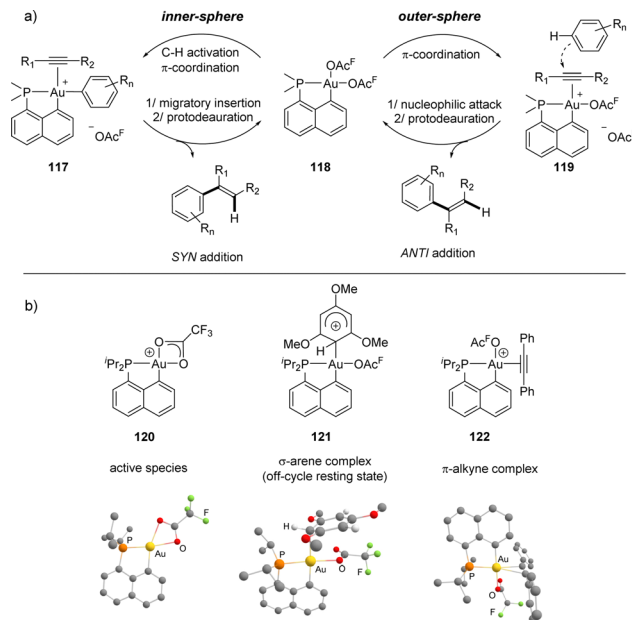 a)
inner-sphere
outer-sphere
R1
R2
Au
+
P
Rn
−
OAcF
117
C-H activation
π-coordination
1/ migratory insertion
2/ protodeauration
OAcF
P
Au
OAcF
118
π-coordination
1/ nucleophilic attack
2/ protodeauration
H
Rn
R1
R2
+
P
Au
OAcF
−
OAc
119
R1
R2
H
Rn
SYN addition
Rn
R2
H
R1
ANTI addition
b)
CF3
O
+
O
iPr2P
Au
120
active species
OMe
+
MeO
OMe
H
iPr2P
Au
OAcF
121
σ-arene complex
(off-cycle resting state)
AcFO
Ph
+
iPr2P
Au
Ph
122
π-alkyne complex
F
P
Au
O
H
P
Au
O
F
Au
P
O
F